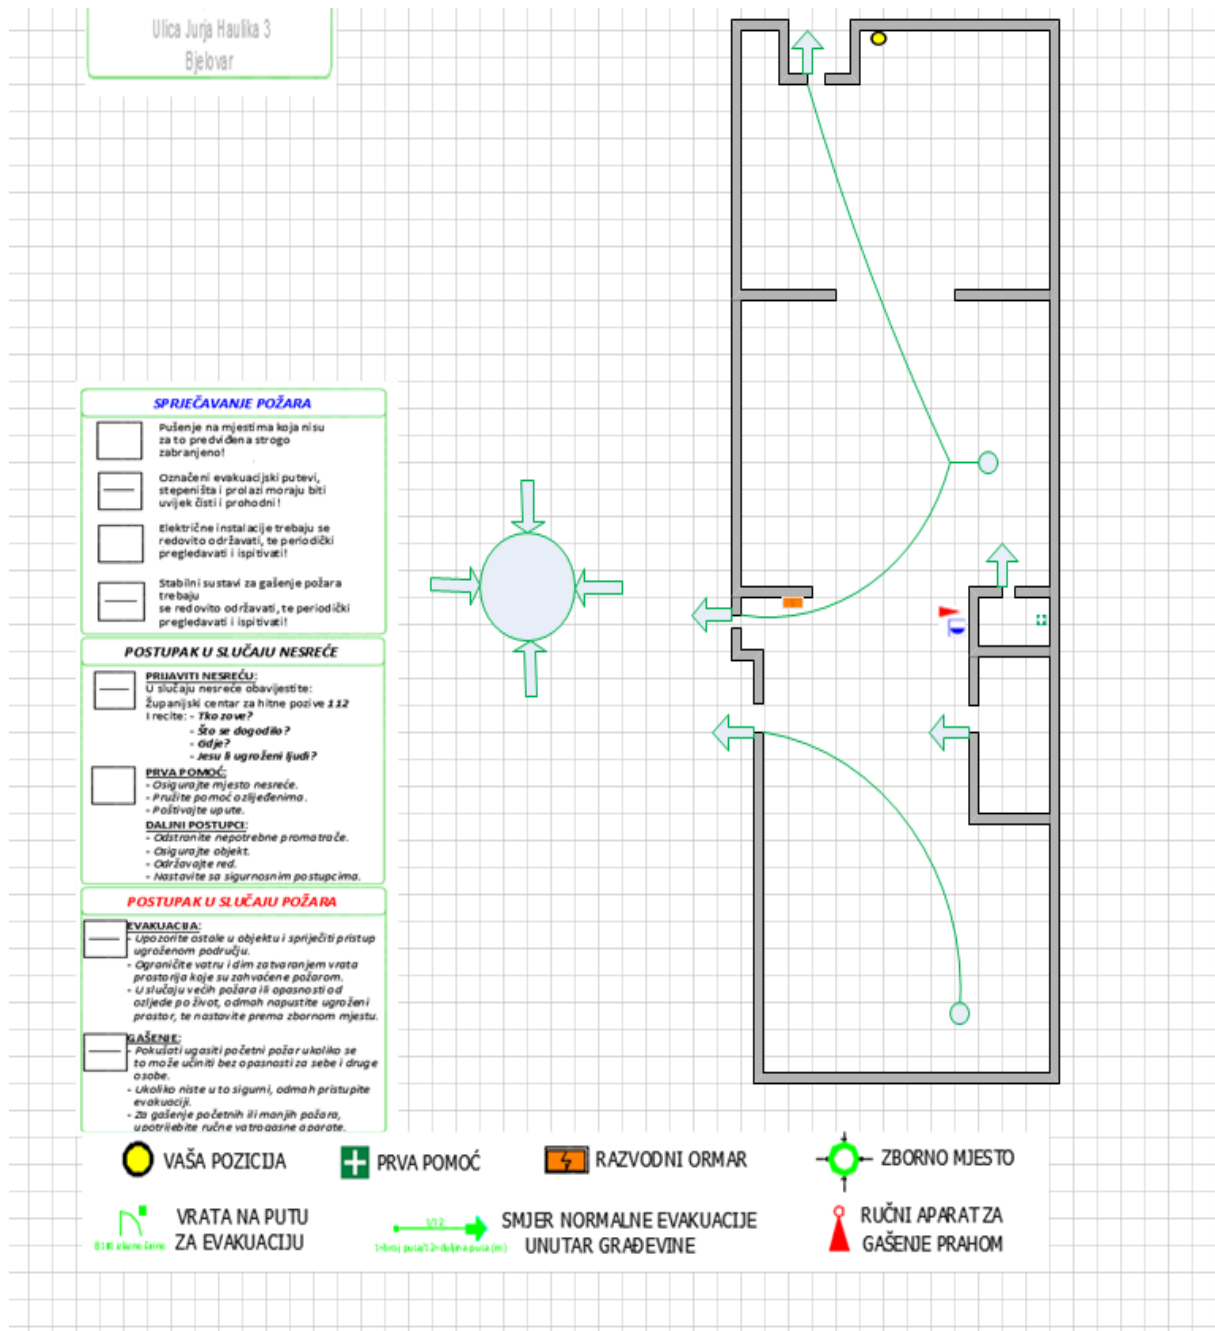 Ulica Jurja Haulika 3
Bjelovar
SPRJEČAVANJE POŽARA
Pušenje na mjestima koja nisu
za to predviđena strogo
zabranjeno!
Označeni evakuacijski putevi,
stepeništa i prolazi moraju biti
uvijek čisti i prohodni!
Električne instalacije trebaju se
redovito održavati, te periodički
pregledavati i ispitivati!
Stabilni sustavi za gašenje požara
trebaju
se redovito održavati, te periodički
pregledavati i ispitivati!
POSTUPAK U SLUČAJU NESREĆE
PRIJAVITI NESREĆU:
U slučaju nesreće obavijestite:
Županijski centar za hitne pozive 112
I recite: - Tko zove?
- Što se dogodilo?
- Gdje?
- Jesu li ugroženi ljudi?
PRVA POMOĆ:
- Osigurajte mjesto nesreće.
- Pružite pomoć ozlijeđenima.
- Poštivajte upute.
DALJNI POSTUPCI:
- Odstranite nepotrebne promatrače.
- Osigurajte objekt.
- Održavajte red.
- Nastavite sa sigurnosnim postupcima.
POSTUPAK U SLUČAJU POŽARA
EVAKUACIJA:
- Upozorite ostale u objektu i spriječiti pristup
ugroženom području.
- Ograničite vatru i dim zatvaranjem vrata
prostorija koje su zahvaćene požarom.
- U slučaju većih požara ili opasnosti od
ozljede po život, odmah napustite ugroženi
prostor, te nastavite prema zbornom mjestu.
GAŠENJE:
- Pokušati ugasiti početni požar ukoliko se
to može učiniti bez opasnosti za sebe i druge
osobe.
- Ukoliko niste u to sigurni, odmah pristupite
evakuaciji.
- Za gašenje početnih ili manjih požara,
upotrijebite ručne vatrogasne aparate.
VAŠA POZICIJA
PRVA POMOĆ
RAZVODNI ORMAR
ZBORNO MJESTO
VRATA NA PUTU
ZA EVAKUACIJU
1/12
1=broj puta/12=duljina puta (m)
SMJER NORMALNE EVAKUACIJE
UNUTAR GRAĐEVINE
RUČNI APARAT ZA
GAŠENJE PRAHOM